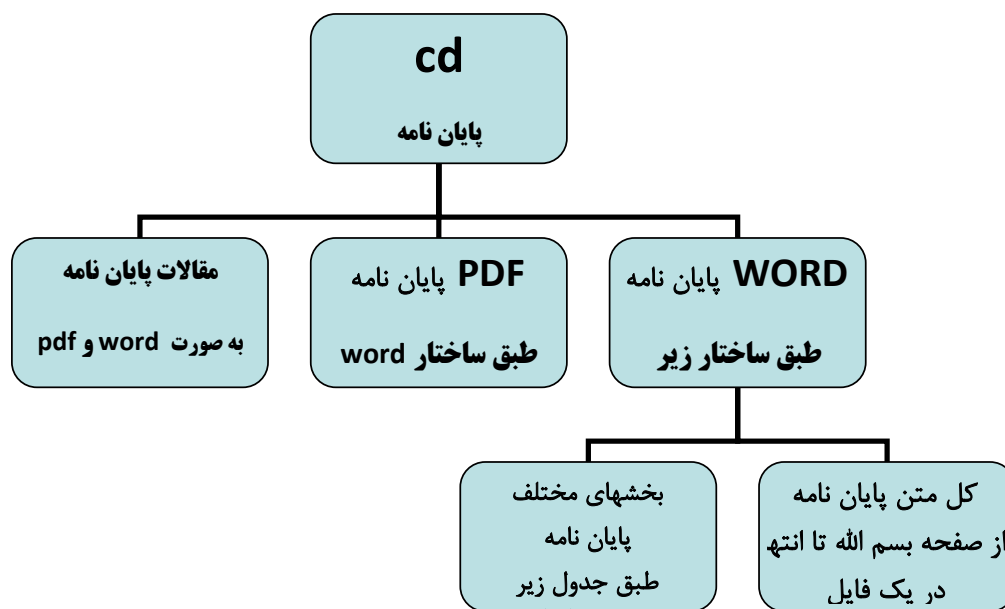 cd
پایان نامه
WORD پایان نامه
طبق ساختار زیر
PDF پایان نامه
طبق ساختار word
مقالات پایان نامه
به صورت word و pdf
کل متن پایان نامه
از صفحه بسم الله تا انته
در یک فایل
بخشهای مختلف
پایان نامه
طبق جدول زیر